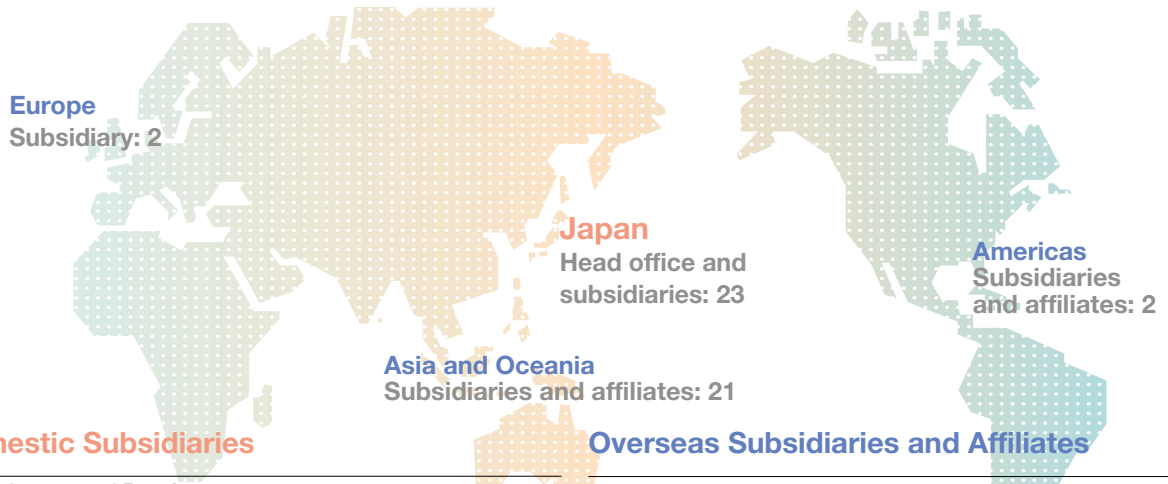 Europe
Subsidiary: 2
Japan
Head office and
subsidiaries: 23
Americas
Subsidiaries
and affiliates: 2
Asia and Oceania
Subsidiaries and affiliates: 21
Subsidiaries
Overseas Subsidiaries and Affiliates